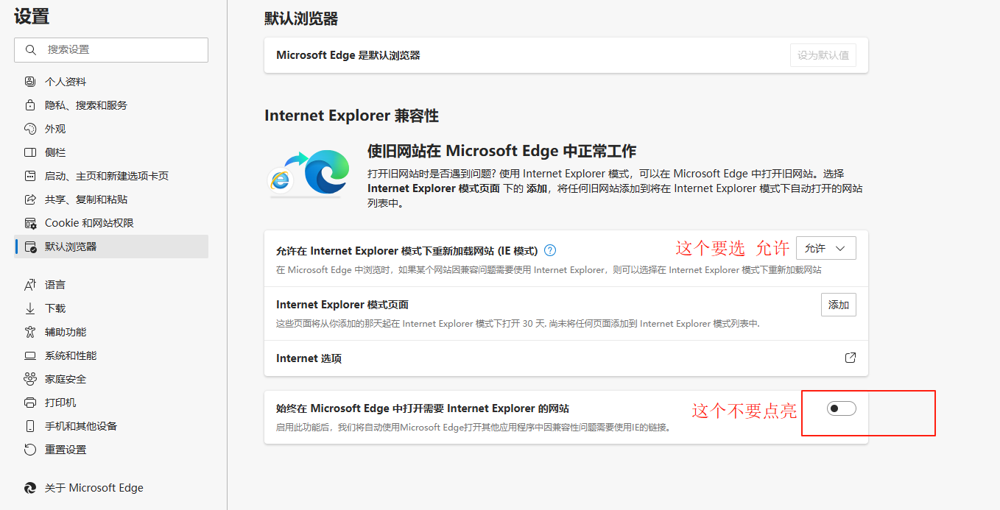 设置
搜索设置
个人资料
隐私、搜索和服务
外观
侧栏
启动、主页和新建选项卡页
共享、复制和粘贴
Cookie 和网站权限
默认浏览器
语言
下载
辅助功能
系统和性能
家庭安全
打印机
手机和其他设备
重置设置
关于 Microsoft Edge
默认浏览器
Microsoft Edge 是默认浏览器
设为默认值
Internet Explorer 兼容性
使旧网站在 Microsoft Edge 中正常工作
打开旧网站时是否遇到问题? 使用 Internet Explorer 模式，可以在 Microsoft Edge 中打开旧网站。选择
Internet Explorer 模式页面 下的 添加，将任何旧网站添加到将在 Internet Explorer 模式下自动打开的网站
列表中。
允许在 Internet Explorer 模式下重新加载网站 (IE 模式)
这个要选 允许
允许
在 Microsoft Edge 中浏览时，如果某个网站因兼容问题需要使用 Internet Explorer，则可以选择在 Internet Explorer 模式下重新加载网站
Internet Explorer 模式页面
添加
这些页面将从你添加的那天起在 Internet Explorer 模式下打开 30 天. 尚未将任何页面添加到 Internet Explorer 模式列表中.
Internet 选项
始终在 Microsoft Edge 中打开需要 Internet Explorer 的网站
这个不要点亮
启用此功能后，我们将自动使用Microsoft Edge打开其他应用程序中因兼容性问题需要使用IE的链接。